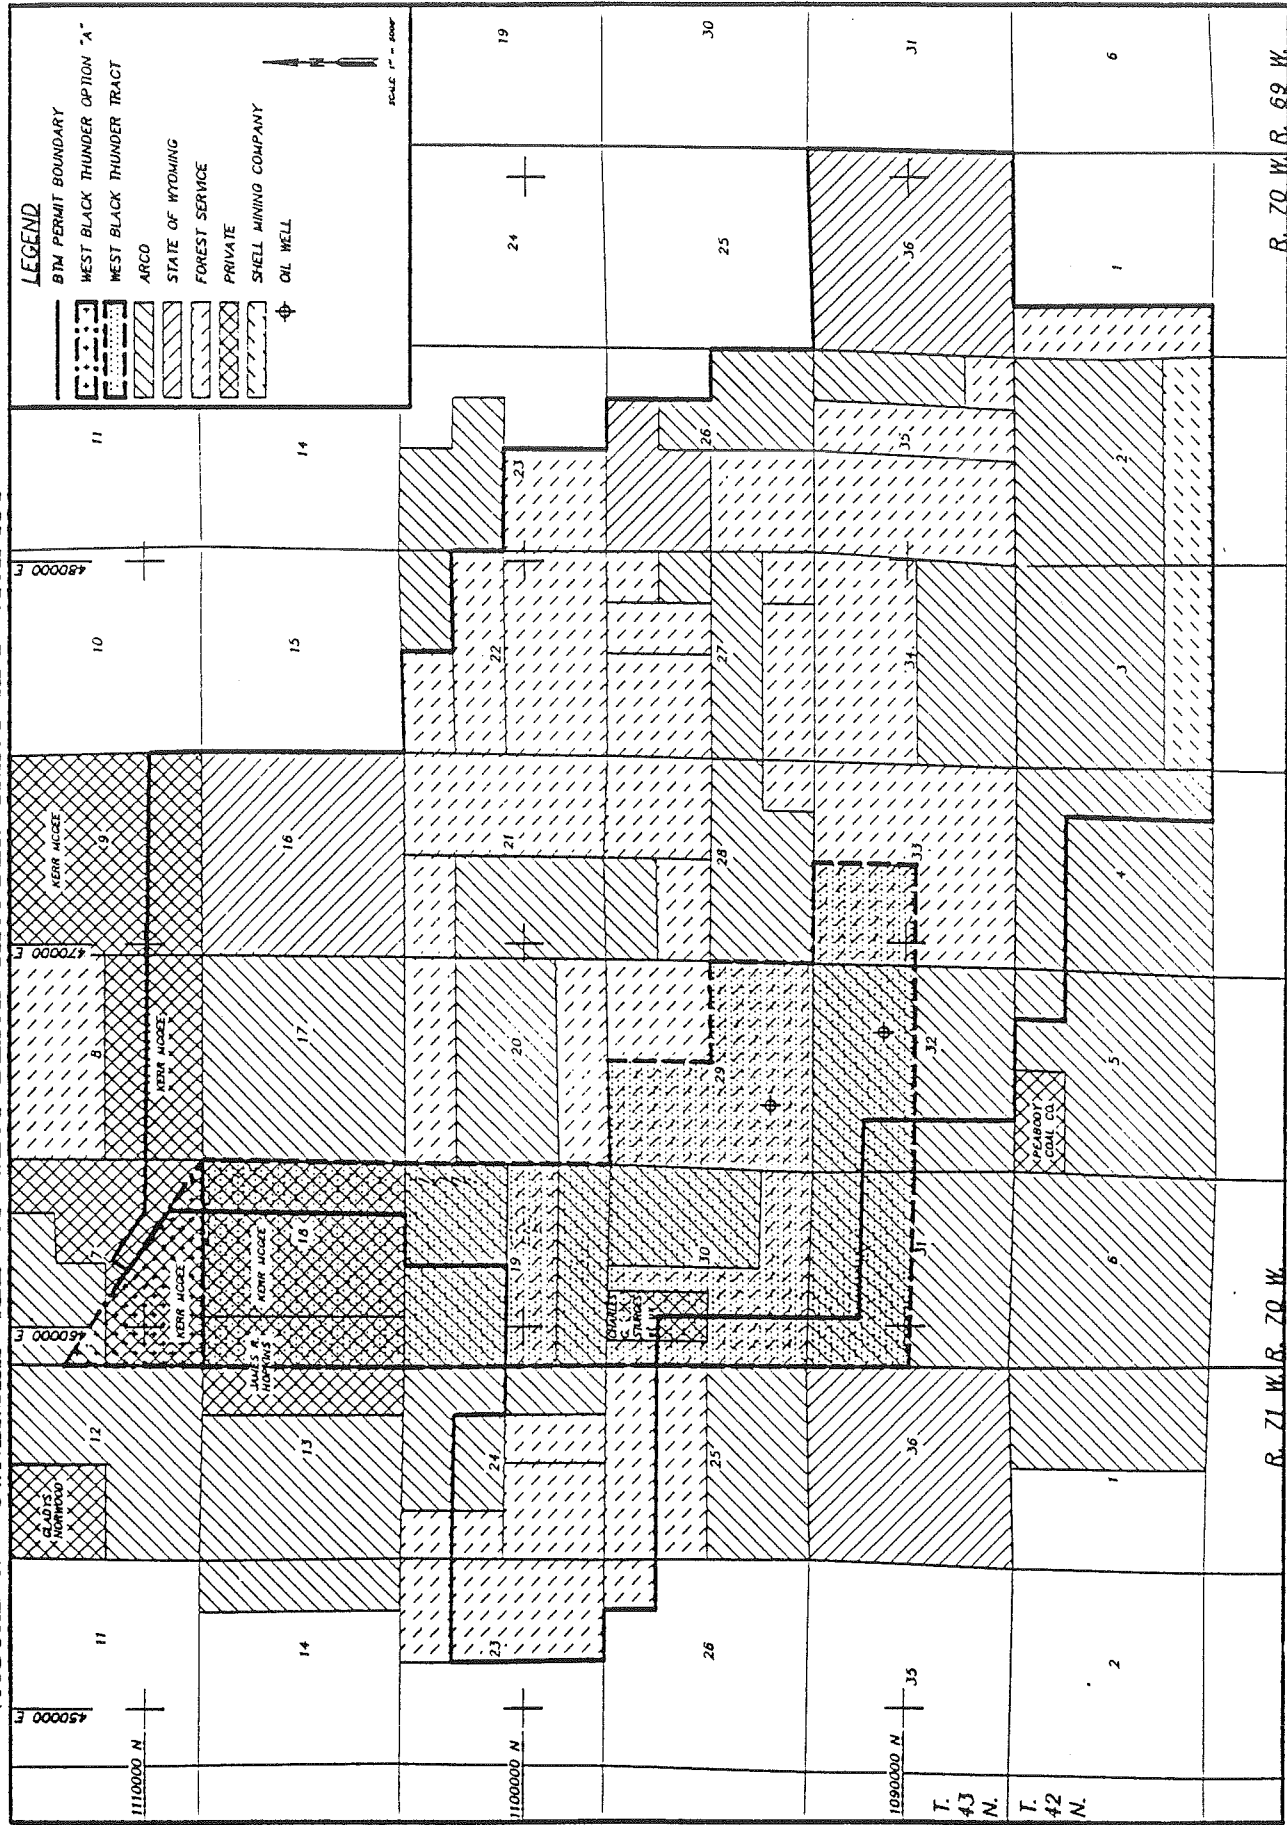 LEGEND
BTM PERMIT BOUNDARY
WEST BLACK THUNDER OPTION "A"
WEST BLACK THUNDER TRACT
ARCO
STATE OF WYOMING
FOREST SERVICE
PRIVATE
SHELL MINING COMPANY
OIL WELL
N
450000 E
460000 E
470000 E
480000 E
1110000 N
1100000 N
1090000 N
T. 43 N.
T. 42 N.
R. 71 W.
R. 70 W.
R. 70 W.
R. 69 W.
GLADYS NORWOOD
KERR MCGEE
KERR MCGEE
KERR MCGEE
KERR MCGEE
JAMES R. HOPKINS
CHARLES G. & X. STURGES
PEABODY COAL CO.
11
12
7
8
9
10
11
14
13
18
17
16
15
14
23
24
19
20
21
22
23
24
19
26
25
30
29
28
27
26
25
30
35
36
31
32
33
34
35
36
31
2
1
6
5
4
3
2
1
6